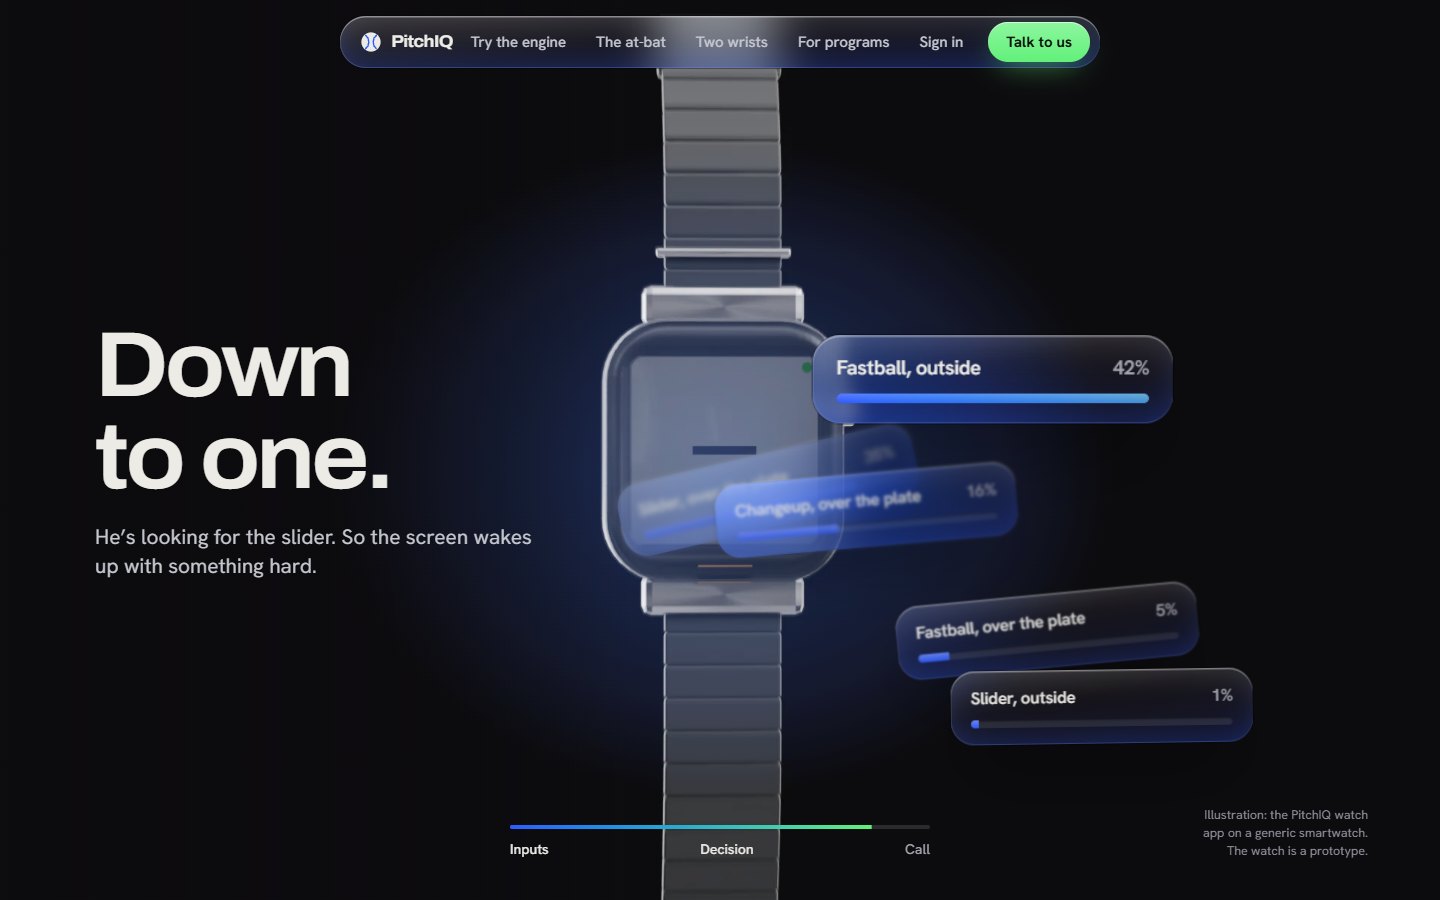 PitchIQ
Try the engine
The at-bat
Two wrists
For programs
Sign in
Talk to us
Down
to one.
He’s looking for the slider. So the screen wakes
up with something hard.
Fastball, outside 42%
Slider, over
Changeup, over the plate 16%
Fastball, over the plate 5%
Slider, outside 1%
Inputs
Decision
Call
Illustration: the PitchIQ watch
app on a generic smartwatch.
The watch is a prototype.